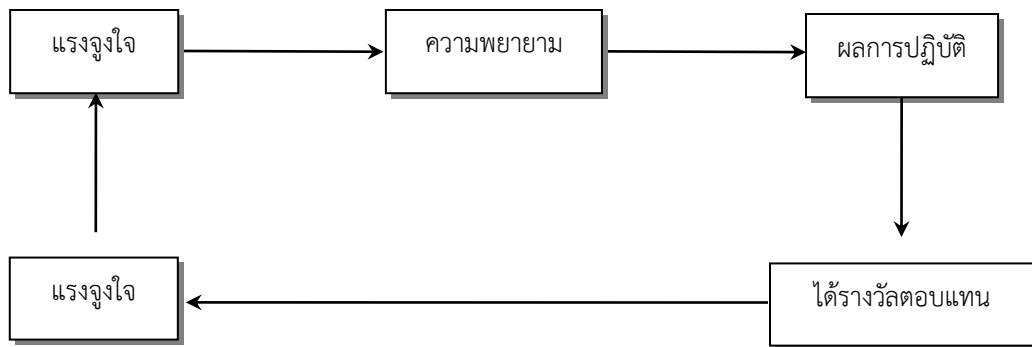 แรงจูงใจ
ความพยายาม
ผลการปฏิบัติ
แรงจูงใจ
ได้รางวัลตอบแทน